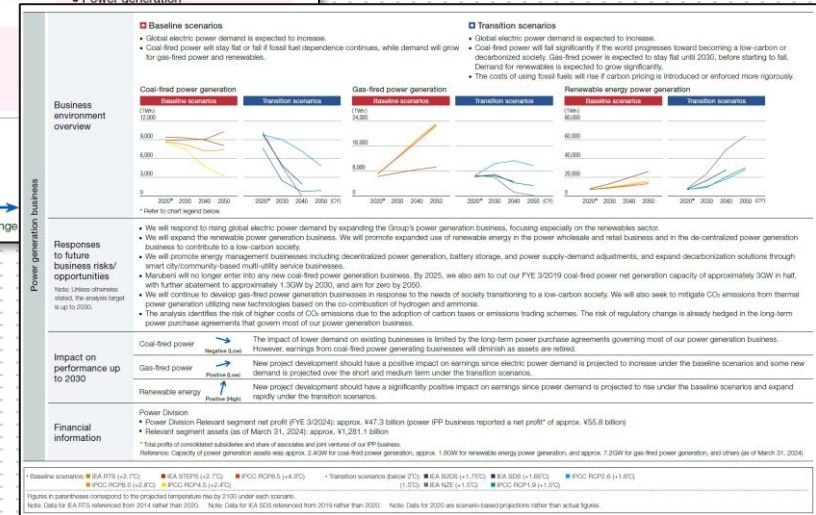 Power generation
Baseline scenarios
• Global electric power demand is expected to increase.
• Coal-fired power will stay flat or fall if fossil fuel dependence continues, while demand will grow
for gas-fired power and renewables.
Transition scenarios
• Global electric power demand is expected to increase.
• Coal-fired power will fall significantly if the world progresses toward becoming a low-carbon or
decarbonized society. Gas-fired power is expected to stay flat until 2030, before starting to fall.
Demand for renewables is expected to grow significantly.
• The costs of using fossil fuels will rise if carbon pricing is introduced or enforced more rigorously.
Power generation business
Business
environment
overview
Coal-fired power generation
Baseline scenarios
Transition scenarios
(TWh)
12,000
9,000
6,000
3,000
0
2020* 2030 2040 2050
2020* 2030 2040 2050 (CY)
* Refer to chart legend below.
Gas-fired power generation
Baseline scenarios
Transition scenarios
(TWh)
24,000
16,000
8,000
0
2020* 2030 2040 2050
2020* 2030 2040 2050 (CY)
Renewable energy power generation
Baseline scenarios
Transition scenarios
(TWh)
80,000
60,000
40,000
20,000
0
2020* 2030 2040 2050
2020* 2030 2040 2050 (CY)
Responses
to future
business risks/
opportunities
Note: Unless otherwise
stated, the analysis target
is up to 2030.
• We will respond to rising global electric power demand by expanding the Group's power generation business, focusing especially on the renewables sector.
• We will expand the renewable power generation business. We will promote expanded use of renewable energy in the power wholesale and retail business and in the de-centralized power generation
business to contribute to a low-carbon society.
• We will promote energy management businesses including decentralized power generation, battery storage, and power supply-demand adjustments, and expand decarbonization solutions through
smart city/community-based multi-utility service businesses.
• Marubeni will no longer enter into any new coal-fired power generation business. By 2025, we also aim to cut our FYE 3/2019 coal-fired power net generation capacity of approximately 3GW in half,
with further abatement to approximately 1.3GW by 2030, and aim for zero by 2050.
• We will continue to develop gas-fired power generation businesses in response to the needs of society transitioning to a low-carbon society. We will also seek to mitigate CO₂ emissions from thermal
power generation utilizing new technologies based on the co-combustion of hydrogen and ammonia.
• The analysis identifies the risk of higher costs of CO₂ emissions due to the adoption of carbon taxes or emissions trading schemes. The risk of regulatory change is already hedged in the long-term
power purchase agreements that govern most of our power generation business.
Impact on
performance up
to 2030
Coal-fired power
Negative (Low)
The impact of lower demand on existing businesses is limited by the long-term power purchase agreements governing most of our power generation business.
However, earnings from coal-fired power generating businesses will diminish as assets are retired.
Gas-fired power
Positive (Low)
New project development should have a positive impact on earnings since electric power demand is projected to increase under the baseline scenarios and some new
demand is projected over the short and medium term under the transition scenarios.
Renewable energy
Positive (High)
New project development should have a significantly positive impact on earnings since power demand is projected to rise under the baseline scenarios and expand
rapidly under the transition scenarios.
Financial
information
Power Division
• Power Division Relevant segment net profit (FYE 3/2024): approx. ¥47.3 billion (power IPP business reported a net profit* of approx. ¥55.8 billion)
• Relevant segment assets (as of March 31, 2024): approx. ¥1,281.1 billion
* Total profits of consolidated subsidiaries and share of associates and joint ventures of our IPP business.
Reference: Capacity of power generation assets was approx. 2.4GW for coal-fired power generation, approx. 1.8GW for renewable energy power generation, and approx. 7.2GW for gas-fired power generation, and others (as of March 31, 2024)
• Baseline scenarios: IEA RTS (+2.7°C) IEA STEPS (+2.7°C) IPCC RCP8.5 (+4.3°C)
IPCC RCP6.0 (+2.8°C) IPCC RCP4.5 (+2.4°C)
• Transition scenarios (below 2°C): IEA B2DS (+1.75°C) IEA SDS (+1.65°C) IPCC RCP2.6 (+1.6°C)
(1.5°C): IEA NZE (+1.5°C) IPCC RCP1.9 (+1.5°C)
Figures in parentheses correspond to the projected temperature rise by 2100 under each scenario.
Note: Data for IEA RTS referenced from 2014 rather than 2020. Note: Data for IEA SDS referenced from 2019 rather than 2020. Note: Data for 2020 are scenario-based projections rather than actual figures.